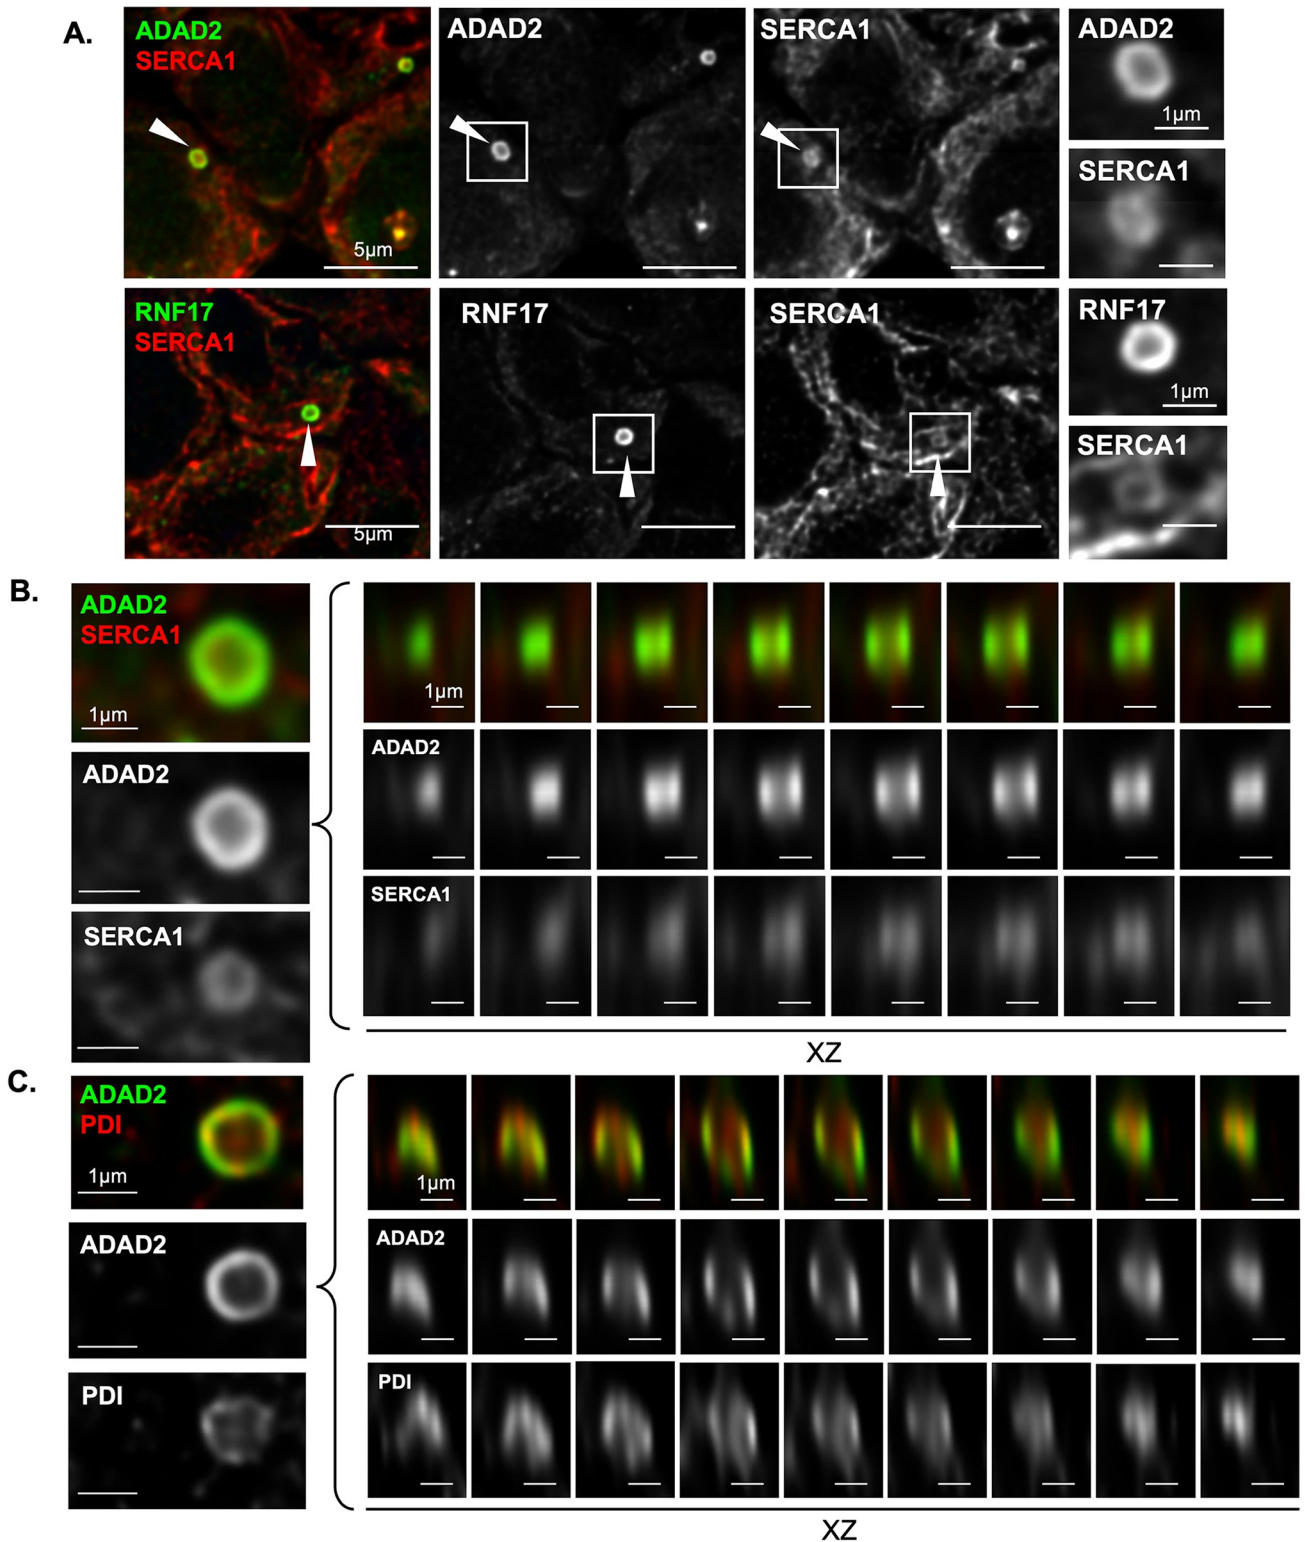 A.
ADAD2
SERCA1
5µm
ADAD2
SERCA1
ADAD2
1µm
SERCA1
RNF17
SERCA1
5µm
RNF17
SERCA1
RNF17
1µm
SERCA1
B.
ADAD2
SERCA1
1µm
ADAD2
SERCA1
1µm
ADAD2
SERCA1
XZ
C.
ADAD2
PDI
1µm
ADAD2
PDI
1µm
ADAD2
PDI
XZ